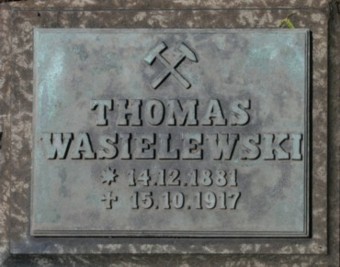 THOMAS
WASIELEWSKI
* 14.12.1881
† 15.10.1917